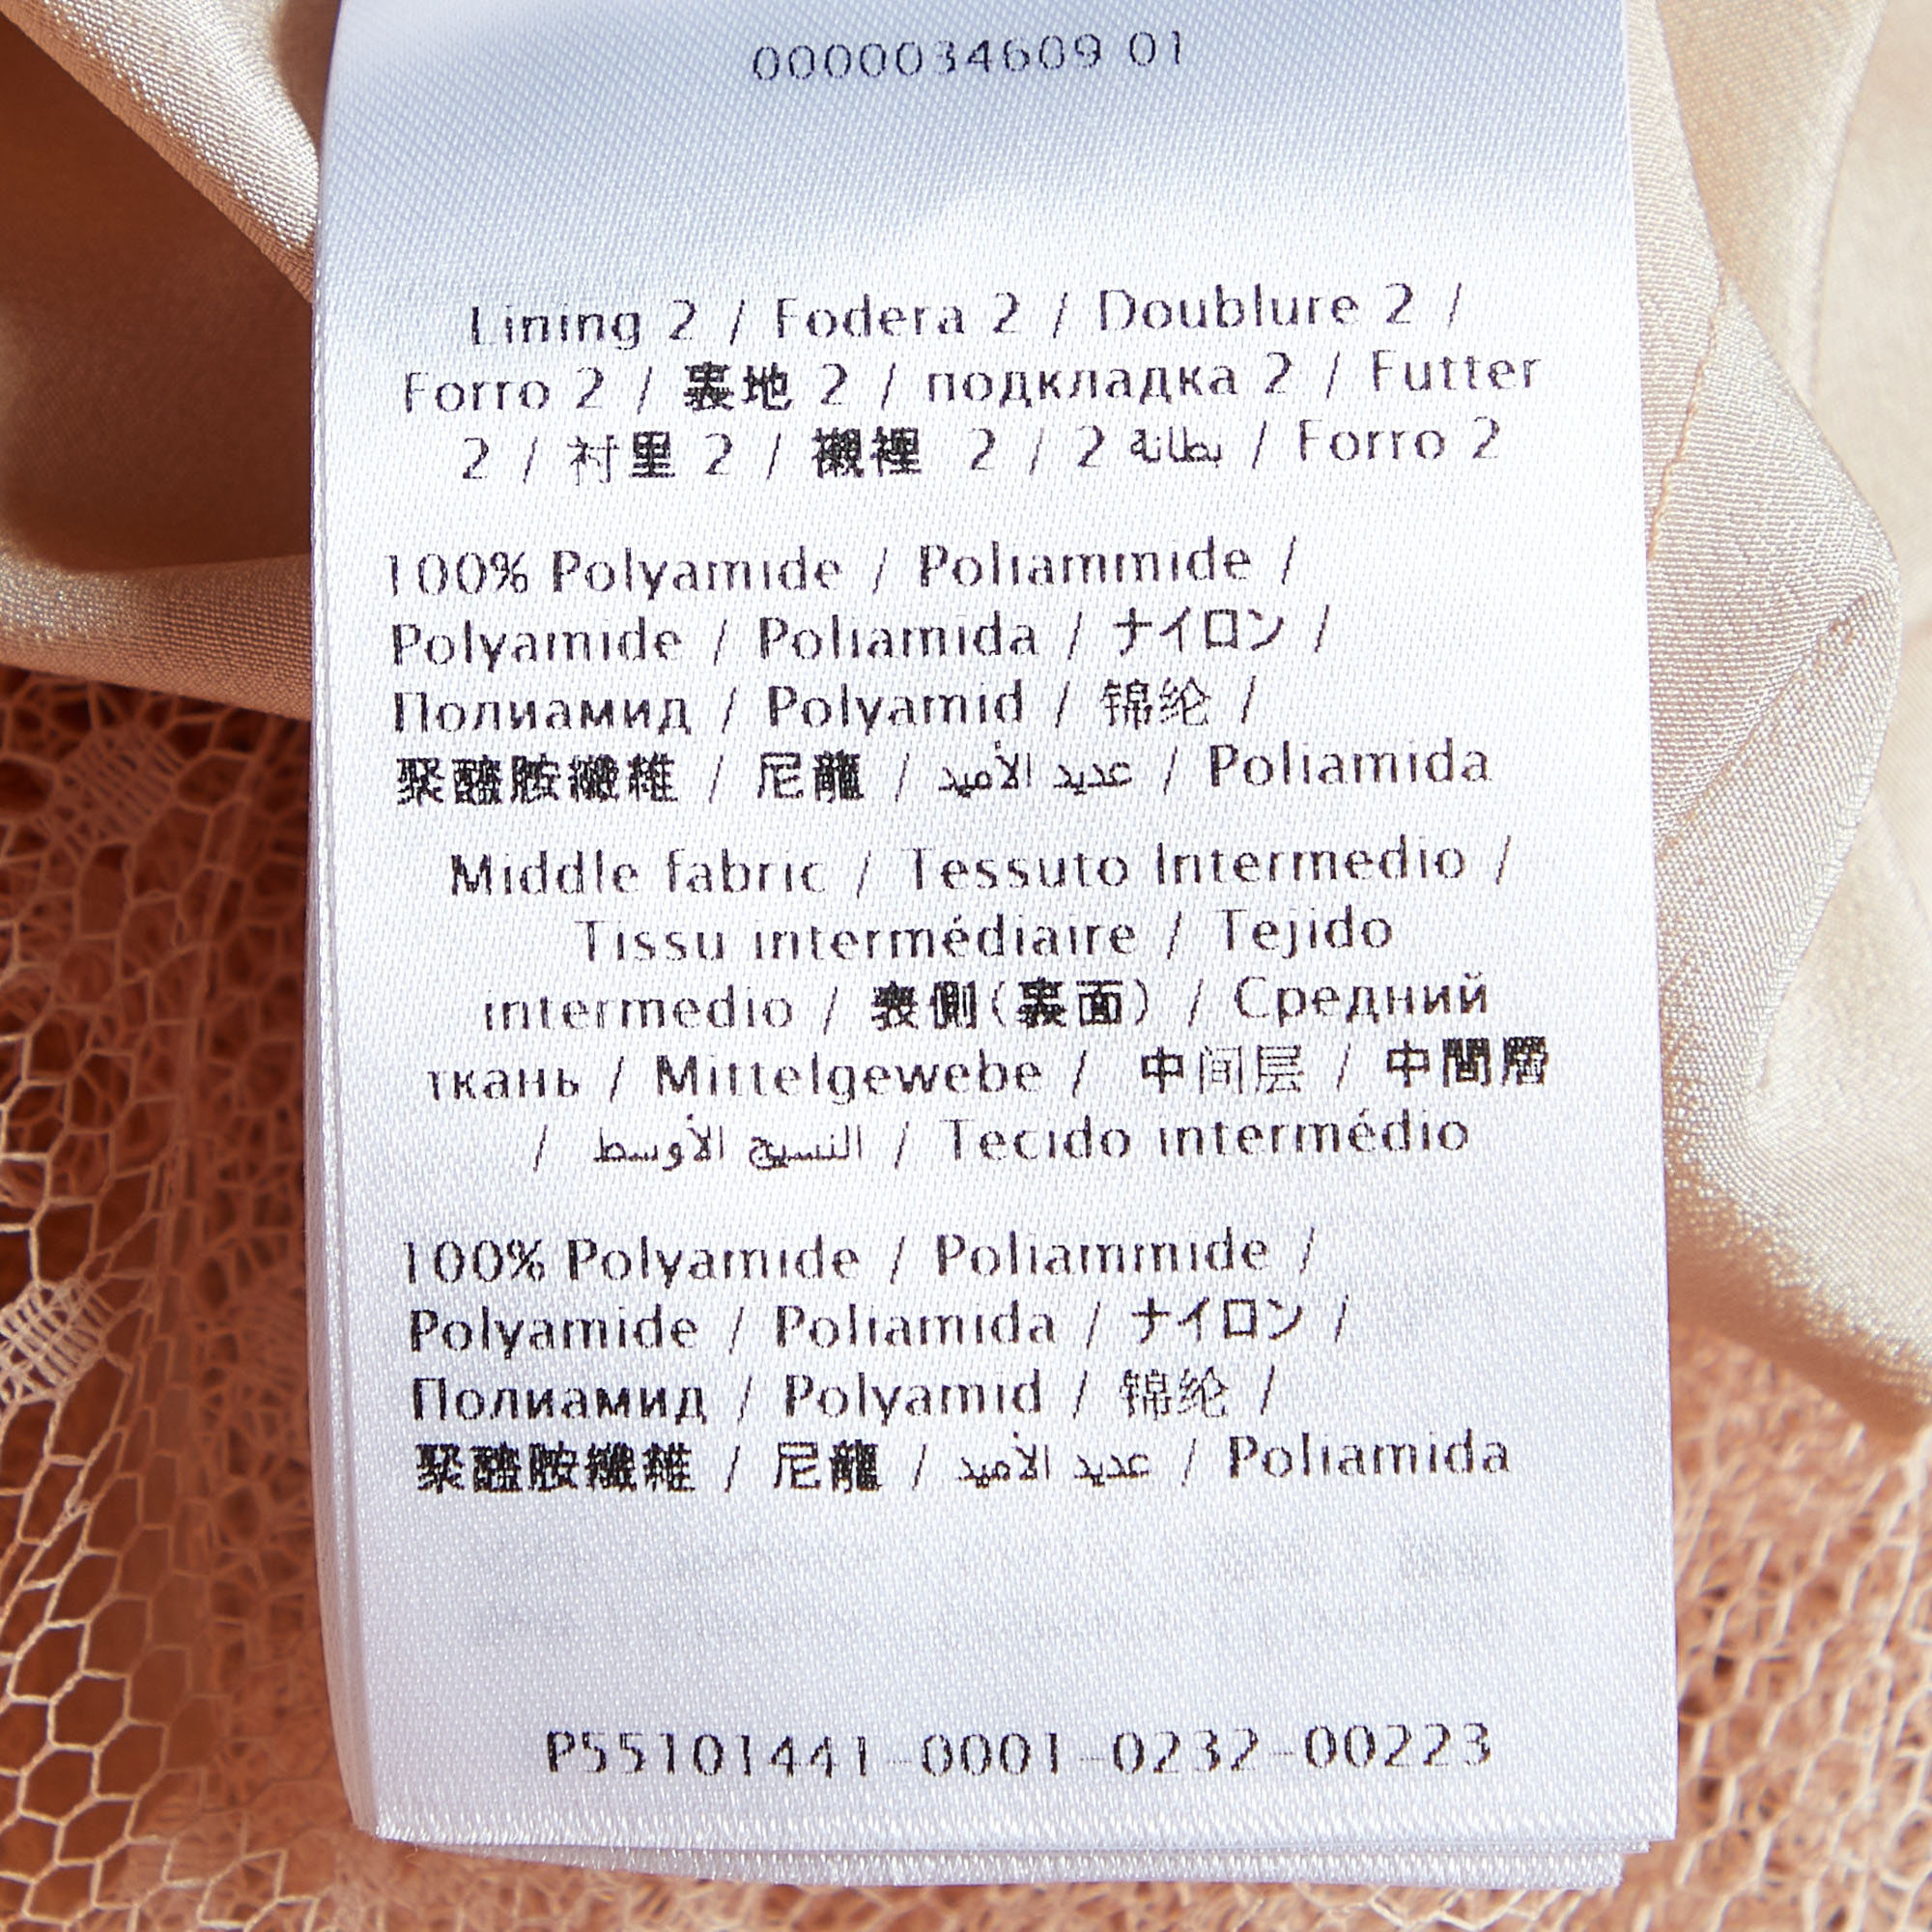 0000034609 01
Lining 2 / Fodera 2 / Doublure 2 /
Forro 2 / 裏地 2 / подкладка 2 / Futter
2 / 衬里 2 / 襯裡 2 / 2 بطانة / Forro 2
100% Polyamide / Poliammide /
Polyamide / Poliamida / ナイロン /
Полиамид / Polyamid / 锦纶 /
聚醯胺纖維 / 尼龍 / عديد الأميد / Poliamida
Middle fabric / Tessuto Intermedio /
Tissu intermédiaire / Tejido
intermedio / 表側(裏面) / Средний
ткань / Mittelgewebe / 中间层 / 中間層
/ النسيج الأوسط / Tecido intermédio
100% Polyamide / Poliammide /
Polyamide / Poliamida / ナイロン /
Полиамид / Polyamid / 锦纶 /
聚醯胺纖維 / 尼龍 / عديد الأميد / Poliamida
P55101441-0001-0232-00223